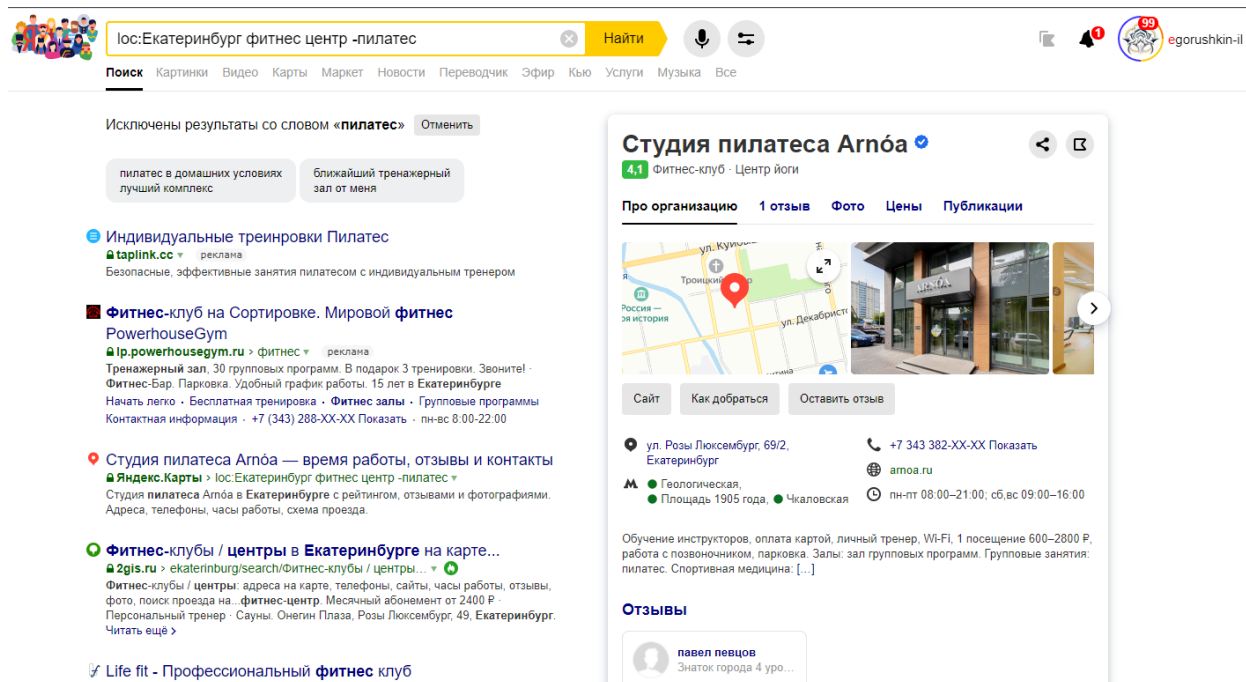 loc:Екатеринбург фитнес центр -пилатес
Найти
1
99
egorushkin-il
Поиск Картинки Видео Карты Маркет Новости Переводчик Эфир Кью Услуги Музыка Все
Исключены результаты со словом «пилатес» Отменить
пилатес в домашних условиях
лучший комплекс
ближайший тренажерный
зал от меня
Индивидуальные треинровки Пилатес
taplink.cc реклама
Безопасные, эффективные занятия пилатесом с индивидуальным тренером
Фитнес-клуб на Сортировке. Мировой фитнес
PowerhouseGym
lp.powerhousegym.ru › фитнес реклама
Тренажерный зал, 30 групповых программ. В подарок 3 тренировки. Звоните! ·
Фитнес-Бар. Парковка. Удобный график работы. 15 лет в Екатеринбурге
Начать легко · Бесплатная тренировка · Фитнес залы · Групповые программы
Контактная информация · +7 (343) 288-XX-XX Показать · пн-вс 8:00-22:00
Студия пилатеса Arnóa — время работы, отзывы и контакты
Яндекс.Карты › loc:Екатеринбург фитнес центр -пилатес
Студия пилатеса Arnóa в Екатеринбурге с рейтингом, отзывами и фотографиями.
Адреса, телефоны, часы работы, схема проезда.
Фитнес-клубы / центры в Екатеринбурге на карте...
2gis.ru › ekaterinburg/search/Фитнес-клубы / центры...
Фитнес-клубы / центры: адреса на карте, телефоны, сайты, часы работы, отзывы,
фото, поиск проезда на...фитнес-центр. Месячный абонемент от 2400 ₽ ·
Персональный тренер · Сауны. Онегин Плаза, Розы Люксембург, 49, Екатеринбург.
Читать ещё ›
Life fit - Профессиональный фитнес клуб
Студия пилатеса Arnóa
4,1 Фитнес-клуб · Центр йоги
Про организацию 1 отзыв Фото Цены Публикации
ул. Куйбы
Троицкий
Россия —
оя история
ул. Декабристо
ARNÓA
Сайт Как добраться Оставить отзыв
ул. Розы Люксембург, 69/2,
Екатеринбург
Геологическая,
Площадь 1905 года, Чкаловская
+7 343 382-XX-XX Показать
arnoa.ru
пн-пт 08:00–21:00; сб,вс 09:00–16:00
Обучение инструкторов, оплата картой, личный тренер, Wi-Fi, 1 посещение 600–2800 ₽,
работа с позвоночником, парковка. Залы: зал групповых программ. Групповые занятия:
пилатес. Спортивная медицина: [...]
Отзывы
павел певцов
Знаток города 4 уро...